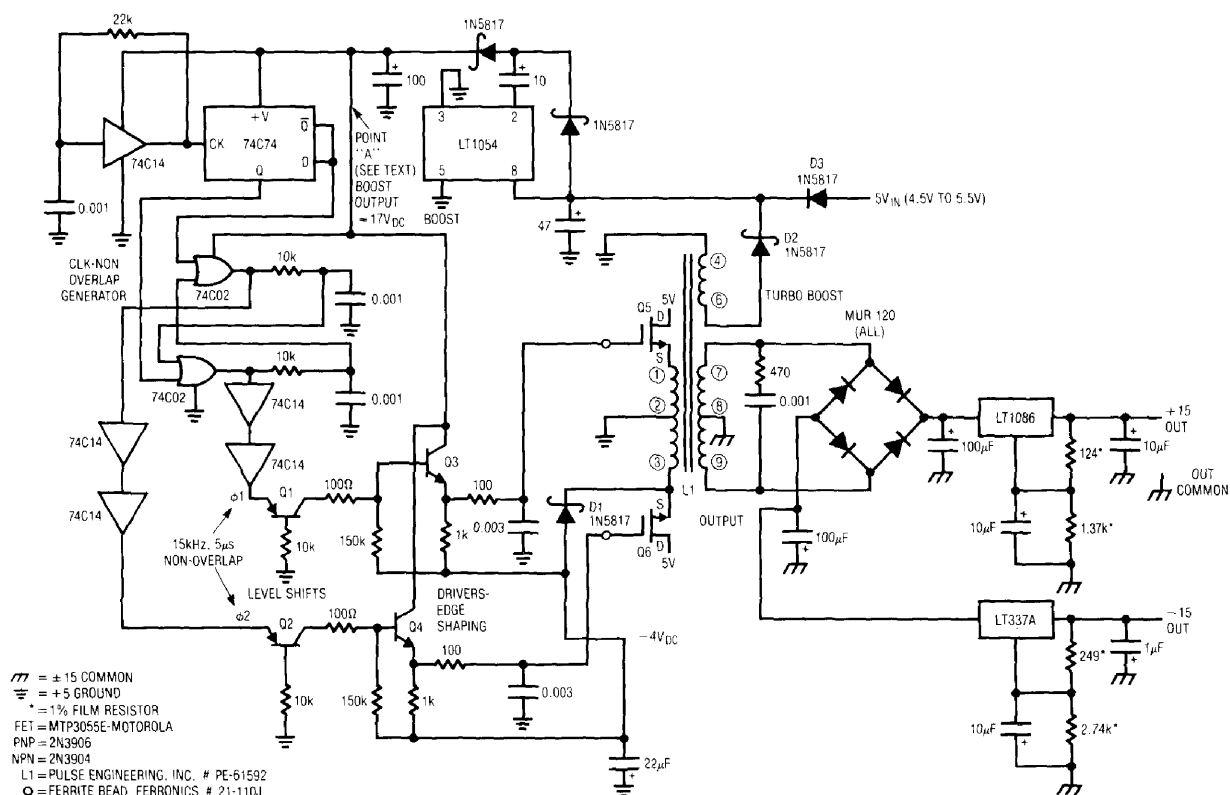 22k
74C14
0.001
CK
+V
74C74
Q
Q̅
D
100
1N5817
10
3
2
LT1054
5
8
BOOST
1N5817
POINT
"A"
(SEE TEXT)
BOOST
OUTPUT
≈ 17VDC
47
D3
1N5817
5VIN (4.5V TO 5.5V)
D2
1N5817
TURBO BOOST
CLK-NON
OVERLAP
GENERATOR
74C02
10k
0.001
74C02
10k
0.001
74C14
74C14
74C14
74C14
ϕ1
15kHz, 5μs
NON-OVERLAP
ϕ2
Q1
10k
LEVEL SHIFTS
100Ω
150k
Q3
1k
100
0.003
DRIVERS-
EDGE
SHAPING
Q2
10k
100Ω
150k
Q4
1k
100
0.003
D1
1N5817
−4VDC
22μF
5V
D
Q5
S
1
2
3
4
6
7
8
9
L1
S
Q6
D
5V
OUTPUT
470
0.001
MUR 120
(ALL)
100μF
LT1086
+15
OUT
124*
10μF
OUT
COMMON
10μF
1.37k*
100μF
LT337A
−15
OUT
249*
1μF
10μF
2.74k*
= ±15 COMMON
= +5 GROUND
* = 1% FILM RESISTOR
FET = MTP3055E-MOTOROLA
PNP = 2N3906
NPN = 2N3904
L1 = PULSE ENGINEERING, INC. # PE-61592
= FERRITE BEAD, FERRONICS # 21-110J